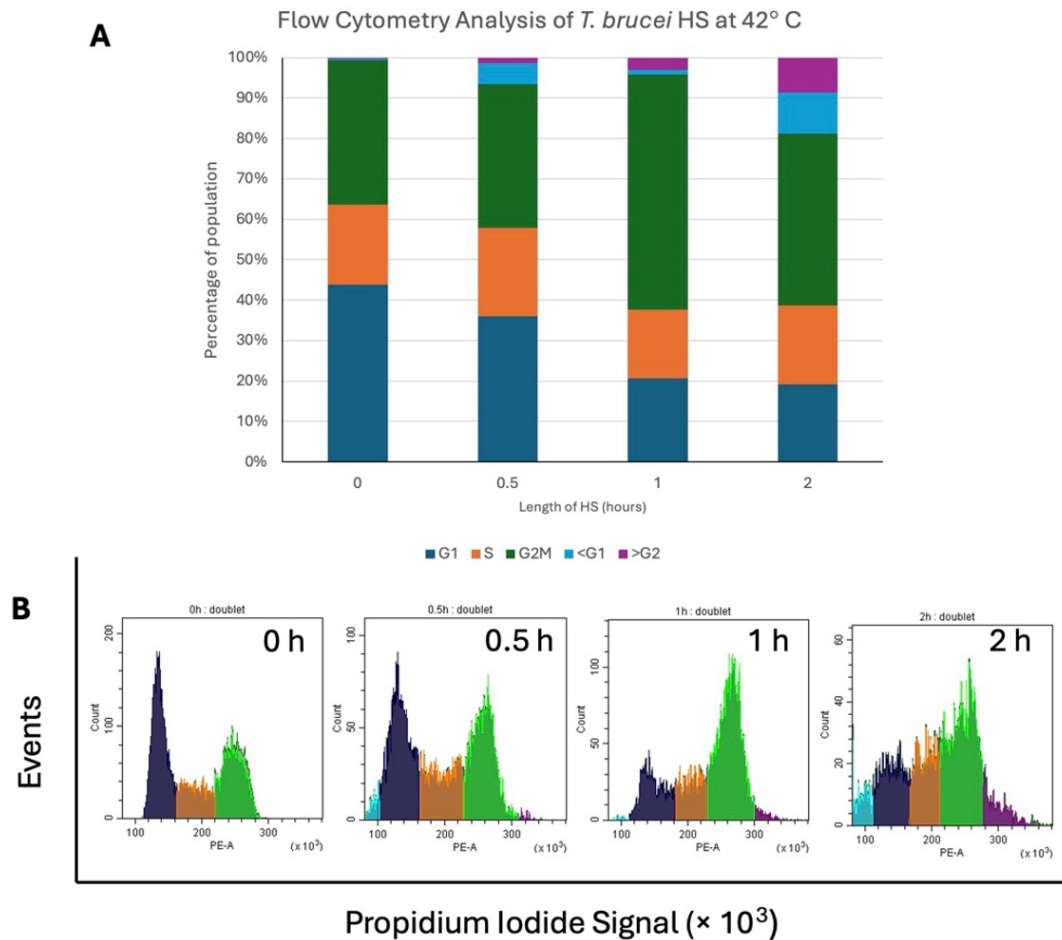 Flow Cytometry Analysis of T. brucei HS at 42° C
A
100%
90%
80%
70%
60%
50%
40%
30%
20%
10%
0%
Percentage of population
0 0.5 1 2
Length of HS (hours)
G1 S G2M <G1 >G2
B
Events
0h : doublet
0 h
Count
200
100
0
100 200 300 (x 10³)
PE-A
0.5h : doublet
0.5 h
Count
100
50
0
100 200 300 (x 10³)
PE-A
1h : doublet
1 h
Count
100
50
0
100 200 300 (x 10³)
PE-A
2h : doublet
2 h
Count
60
40
20
0
100 200 300 (x 10³)
PE-A
Propidium Iodide Signal (× 10³)